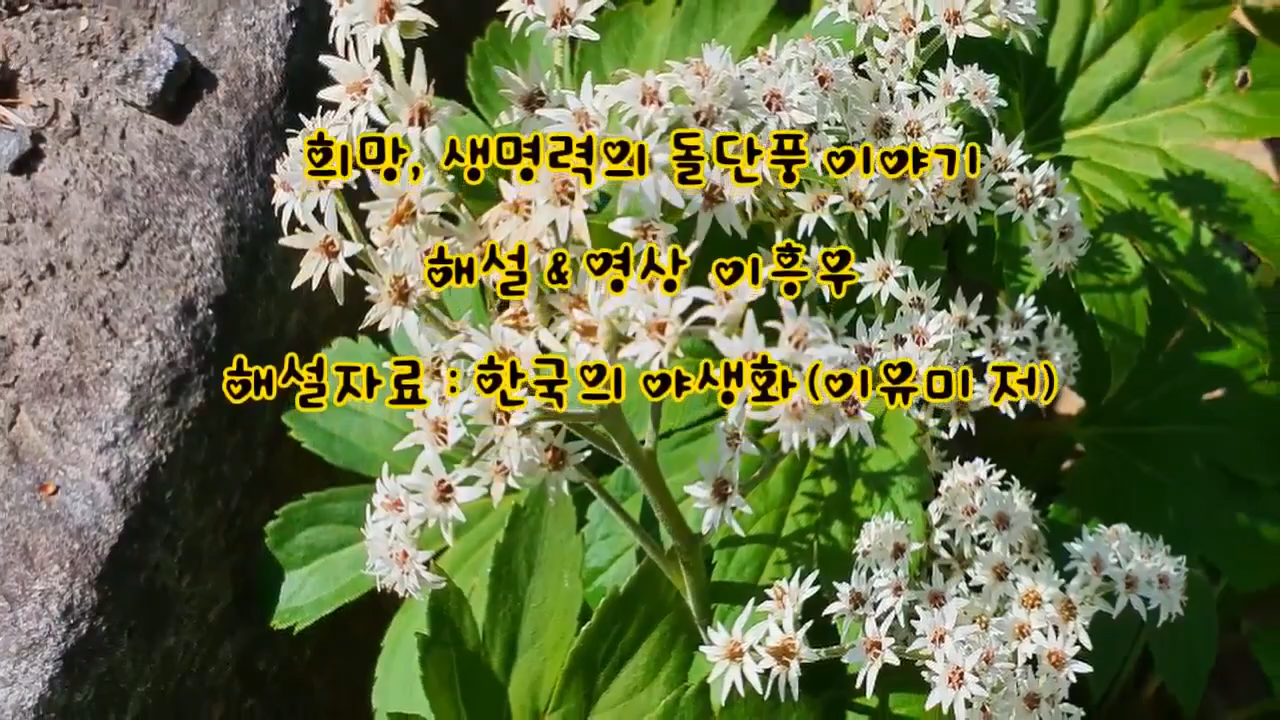 희망, 생명력의 돌단풍 이야기
해설 & 영상 이흥우
해설자료 : 한국의 야생화(이유미 저)